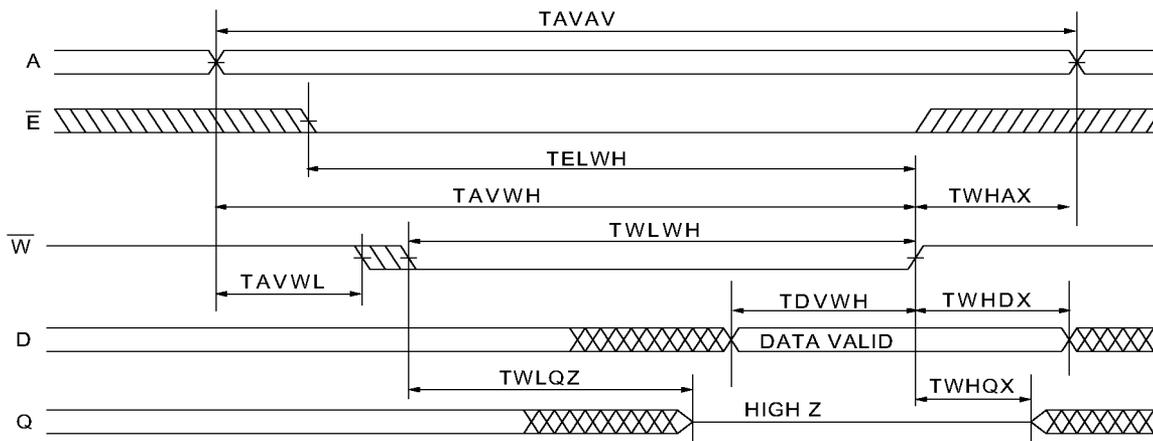 TAVAV
A
E̅
TELWH
TAVWH
TWHAX
W̅
TWLWH
TAVWL
TDVWH
TWHDX
D
DATA VALID
TWLQZ
TWHQX
Q
HIGH Z